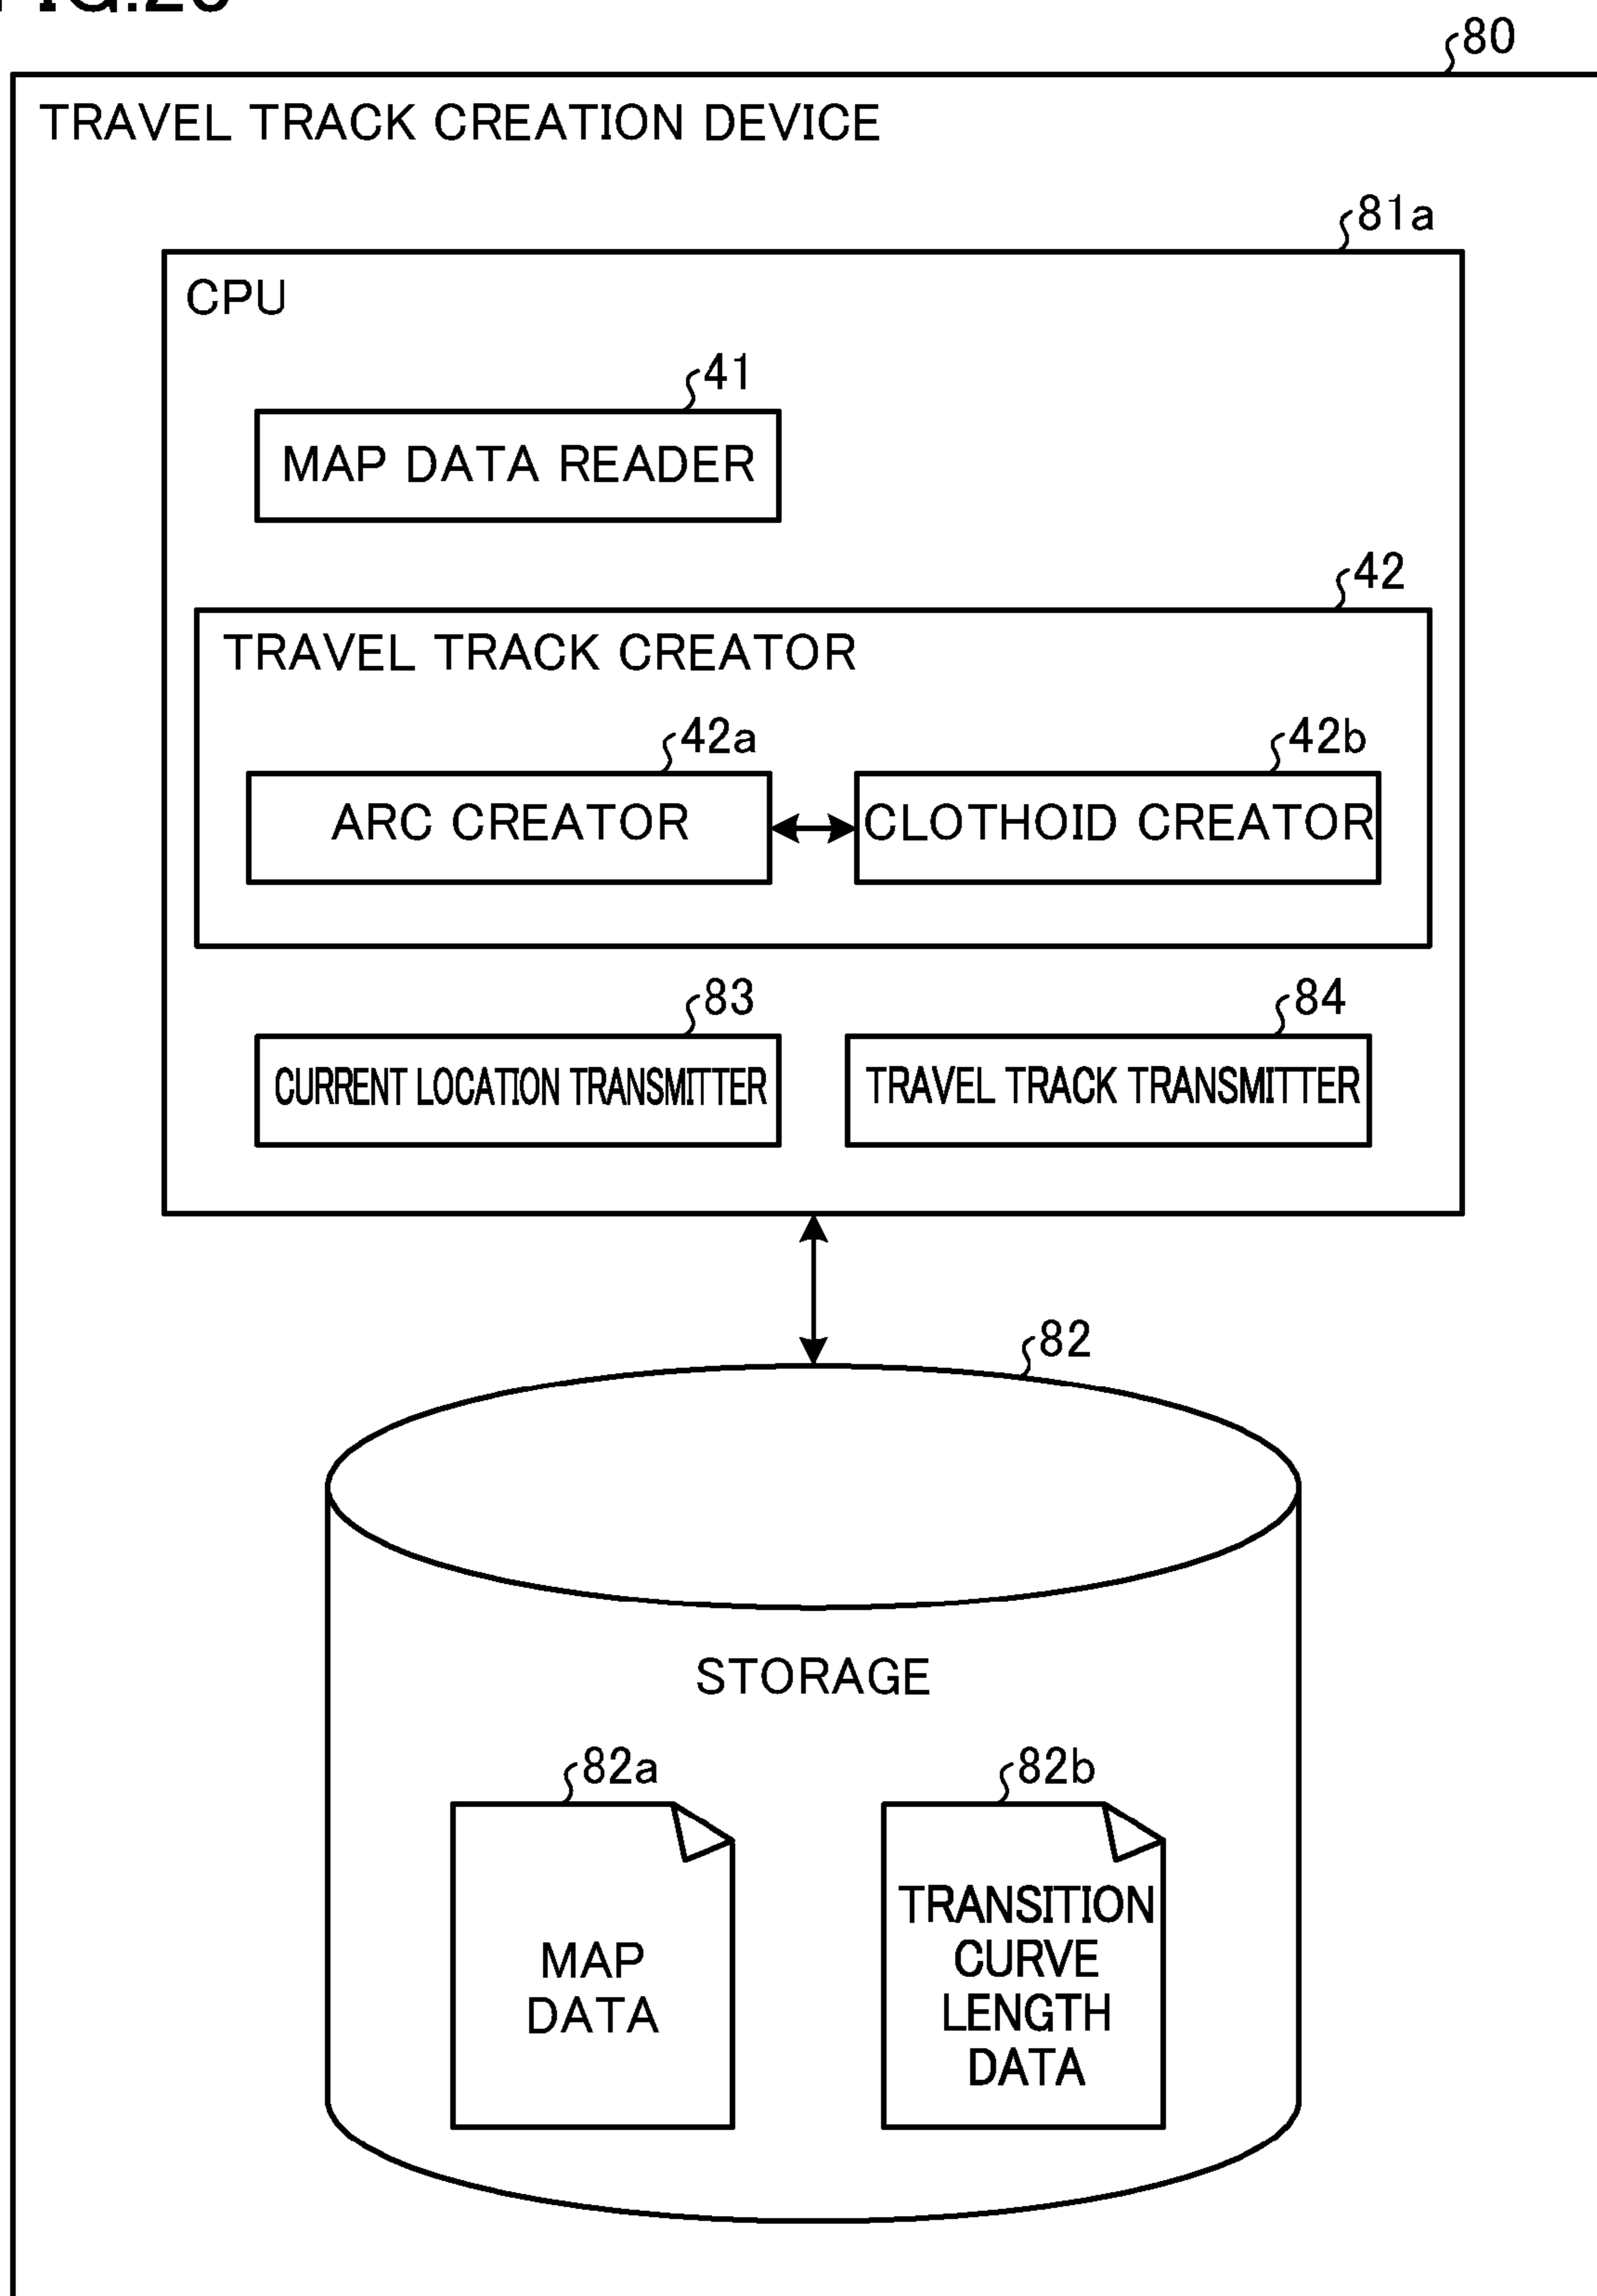 80
TRAVEL TRACK CREATION DEVICE
81a
CPU
41
MAP DATA READER
42
TRAVEL TRACK CREATOR
42a
42b
ARC CREATOR
CLOTHOID CREATOR
83
84
CURRENT LOCATION TRANSMITTER
TRAVEL TRACK TRANSMITTER
82
STORAGE
82a
82b
MAP
DATA
TRANSITION
CURVE
LENGTH
DATA